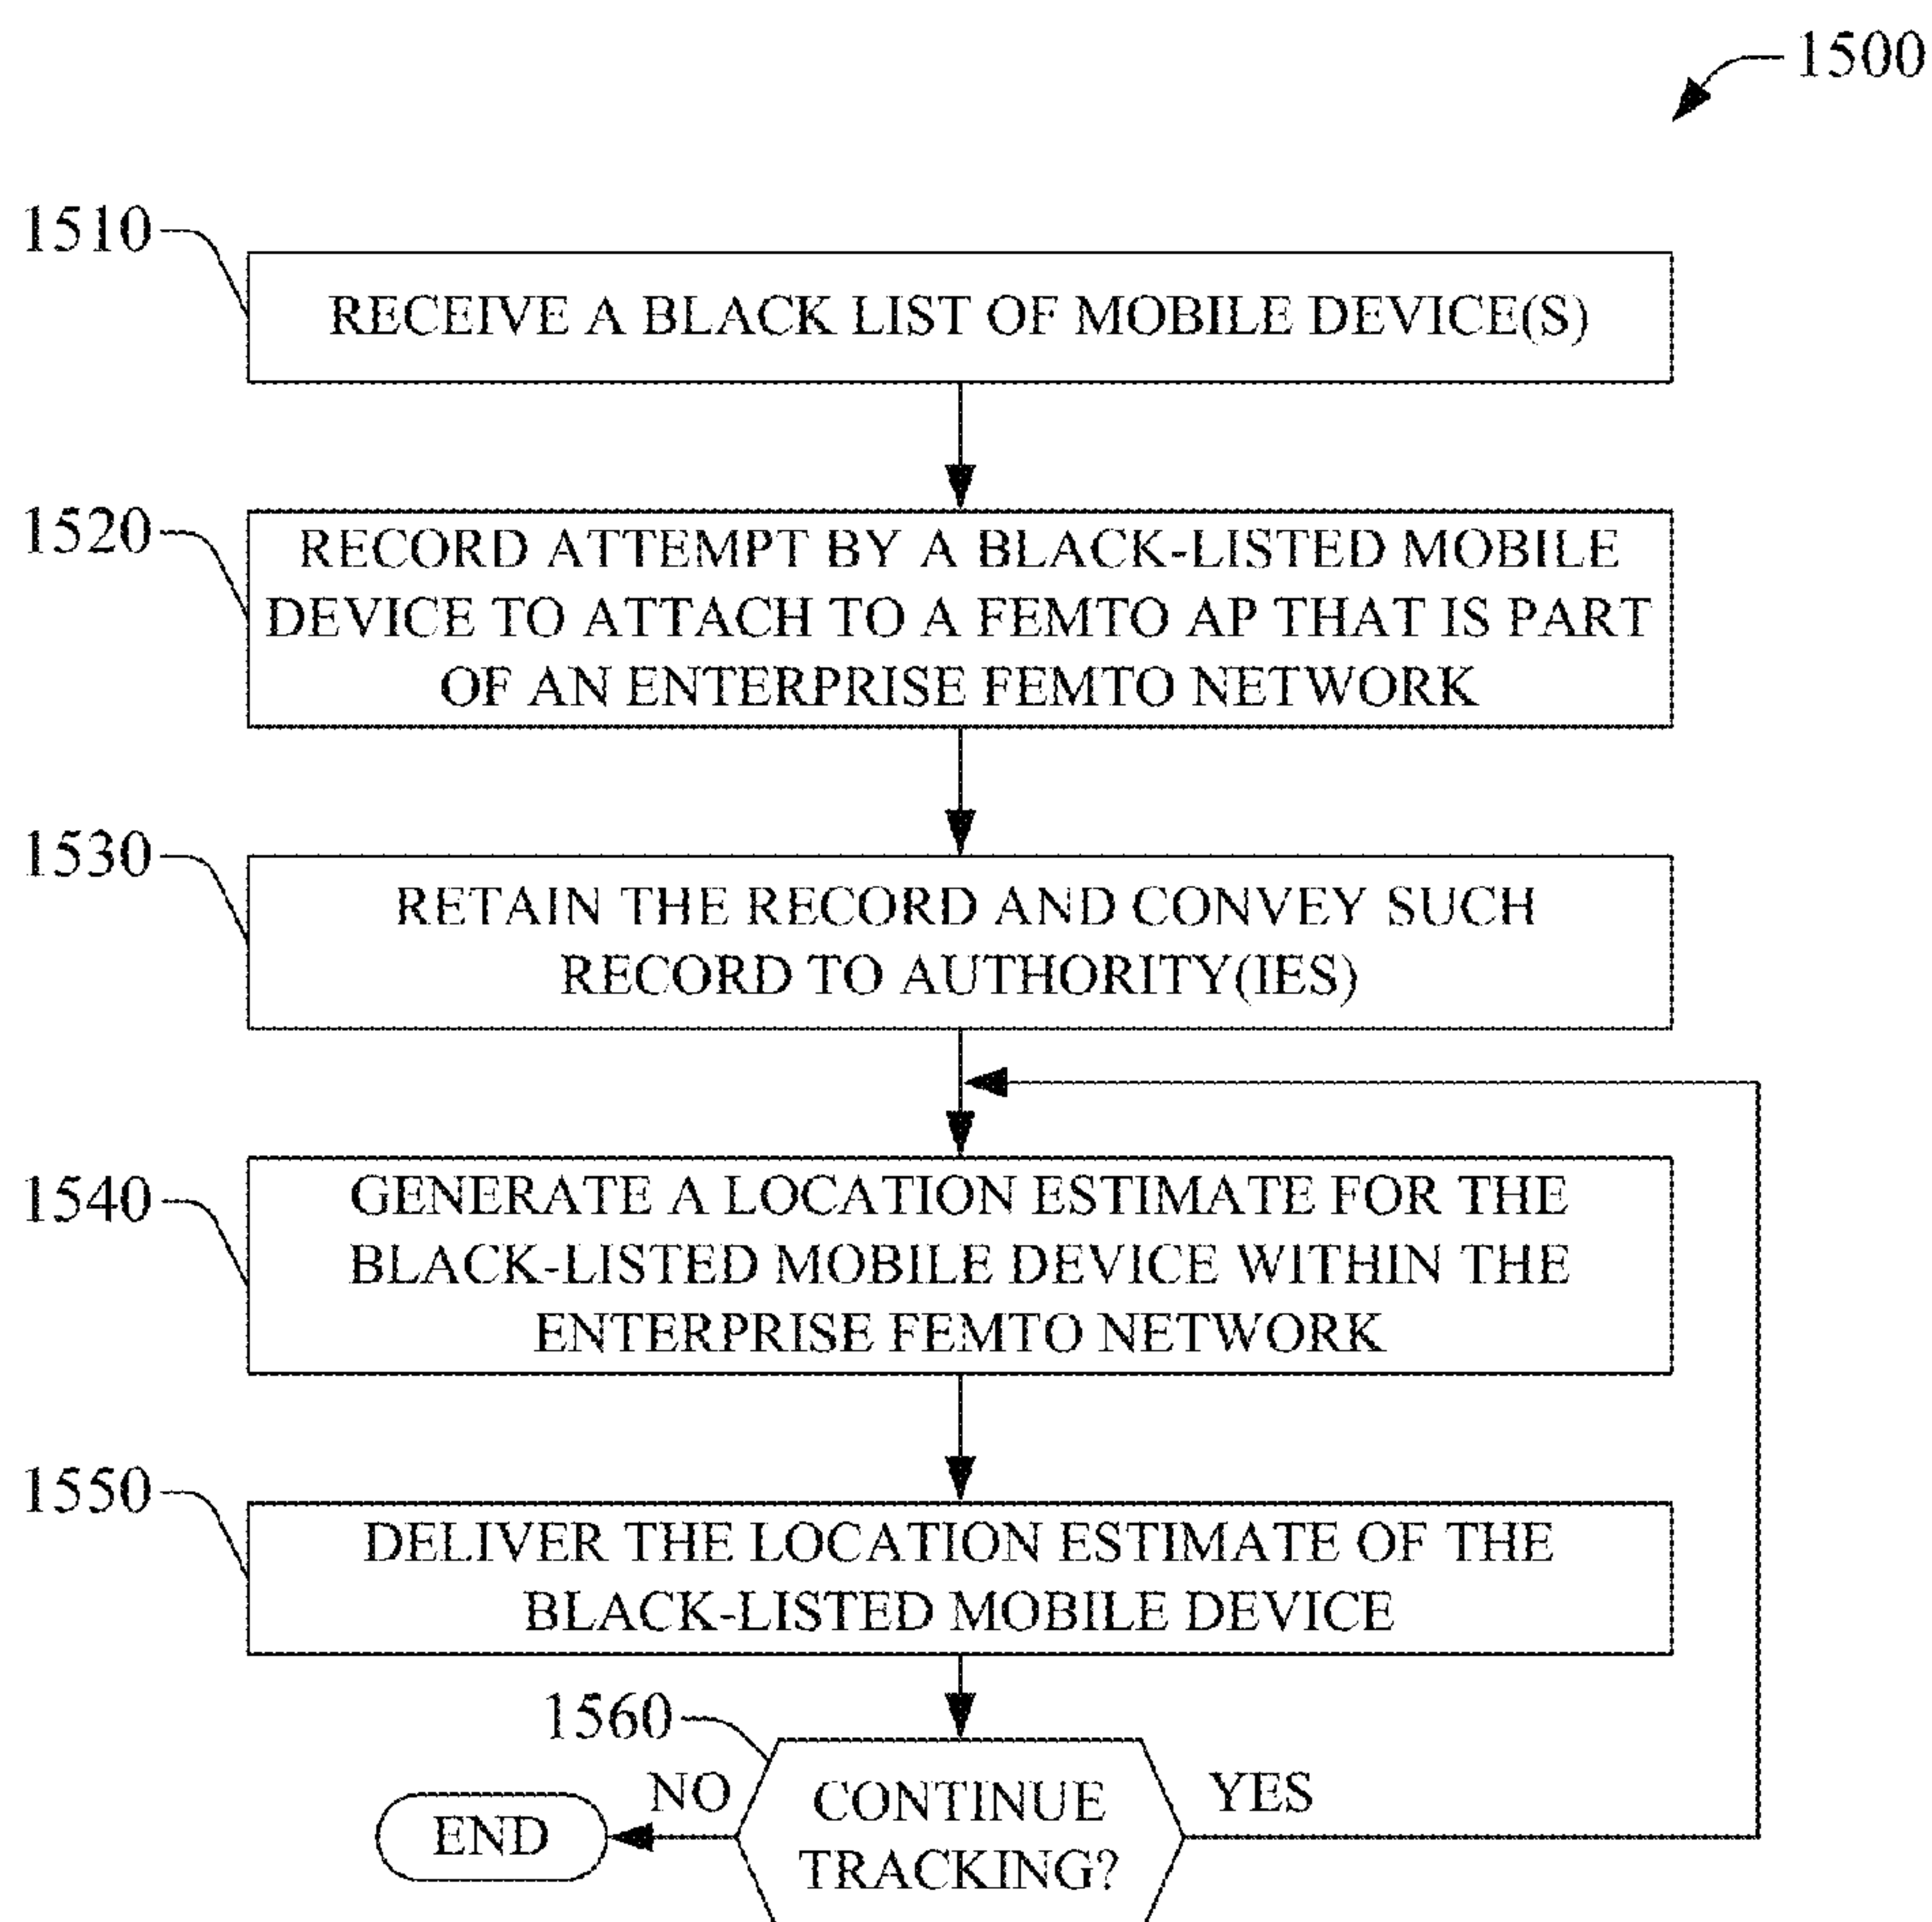 1500
1510
RECEIVE A BLACK LIST OF MOBILE DEVICE(S)
1520
RECORD ATTEMPT BY A BLACK-LISTED MOBILE
DEVICE TO ATTACH TO A FEMTO AP THAT IS PART
OF AN ENTERPRISE FEMTO NETWORK
1530
RETAIN THE RECORD AND CONVEY SUCH
RECORD TO AUTHORITY(IES)
1540
GENERATE A LOCATION ESTIMATE FOR THE
BLACK-LISTED MOBILE DEVICE WITHIN THE
ENTERPRISE FEMTO NETWORK
1550
DELIVER THE LOCATION ESTIMATE OF THE
BLACK-LISTED MOBILE DEVICE
1560
CONTINUE
TRACKING?
NO
YES
END